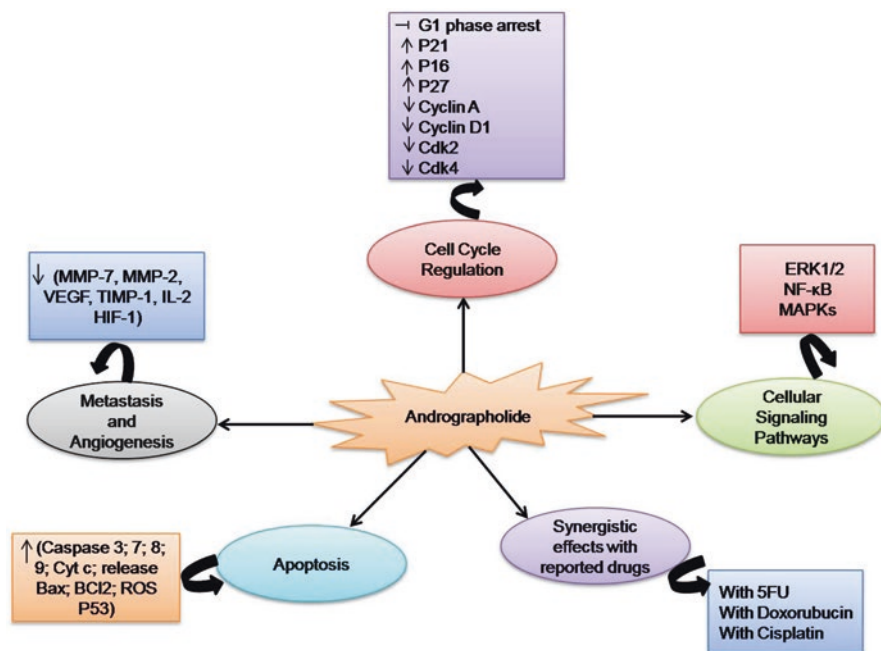 ⊣ G1 phase arrest
↑ P21
↑ P16
↑ P27
↓ Cyclin A
↓ Cyclin D1
↓ Cdk2
↓ Cdk4
Cell Cycle
Regulation
↓ (MMP-7, MMP-2,
VEGF, TIMP-1, IL-2
HIF-1)
Metastasis
and
Angiogenesis
ERK1/2
NF-κB
MAPKs
Cellular
Signaling
Pathways
Andrographolide
↑ (Caspase 3; 7; 8;
9; Cyt c; release
Bax; BCl2; ROS
P53)
Apoptosis
Synergistic
effects with
reported drugs
With 5FU
With Doxorubucin
With Cisplatin